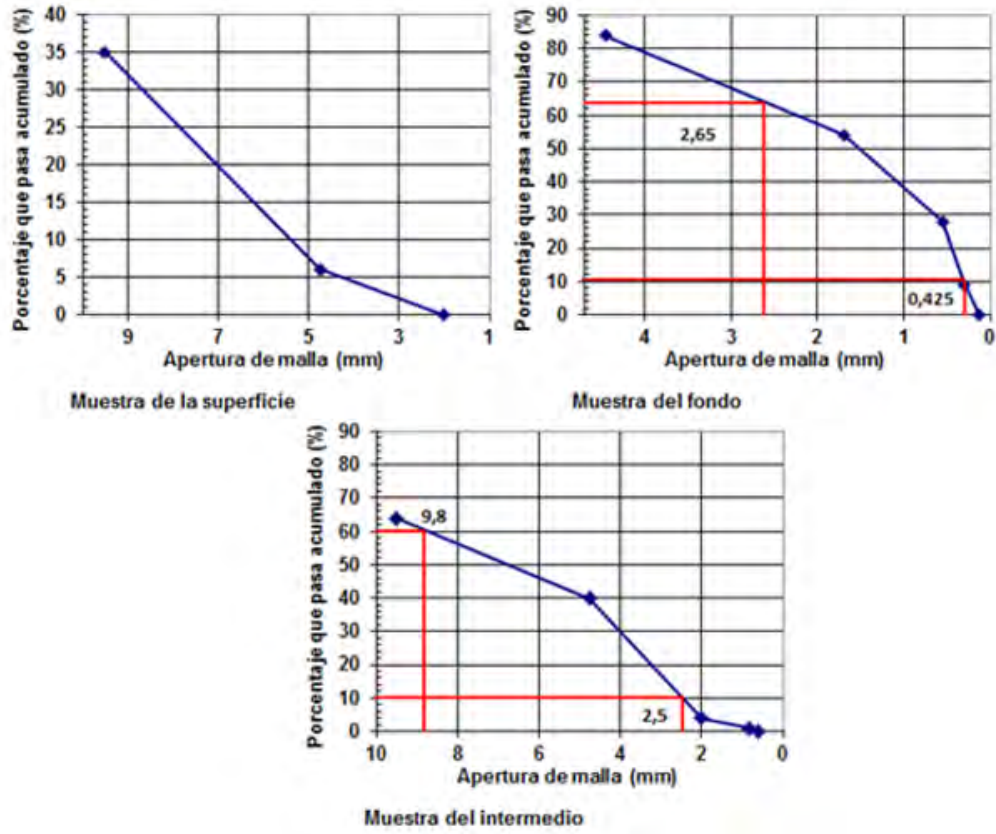 Porcentaje que pasa acumulado (%)
40
35
30
25
20
15
10
5
0
9 7 5 3 1
Apertura de malla (mm)
Muestra de la superficie
Porcentaje que pasa acumulado (%)
90
80
70
60
50
40
30
20
10
0
2,65
0,425
4 3 2 1 0
Apertura de malla (mm)
Muestra del fondo
Porcentaje que pasa acumulado (%)
90
80
70
60
50
40
30
20
10
0
9,8
2,5
10 8 6 4 2 0
Apertura de malla (mm)
Muestra del intermedio